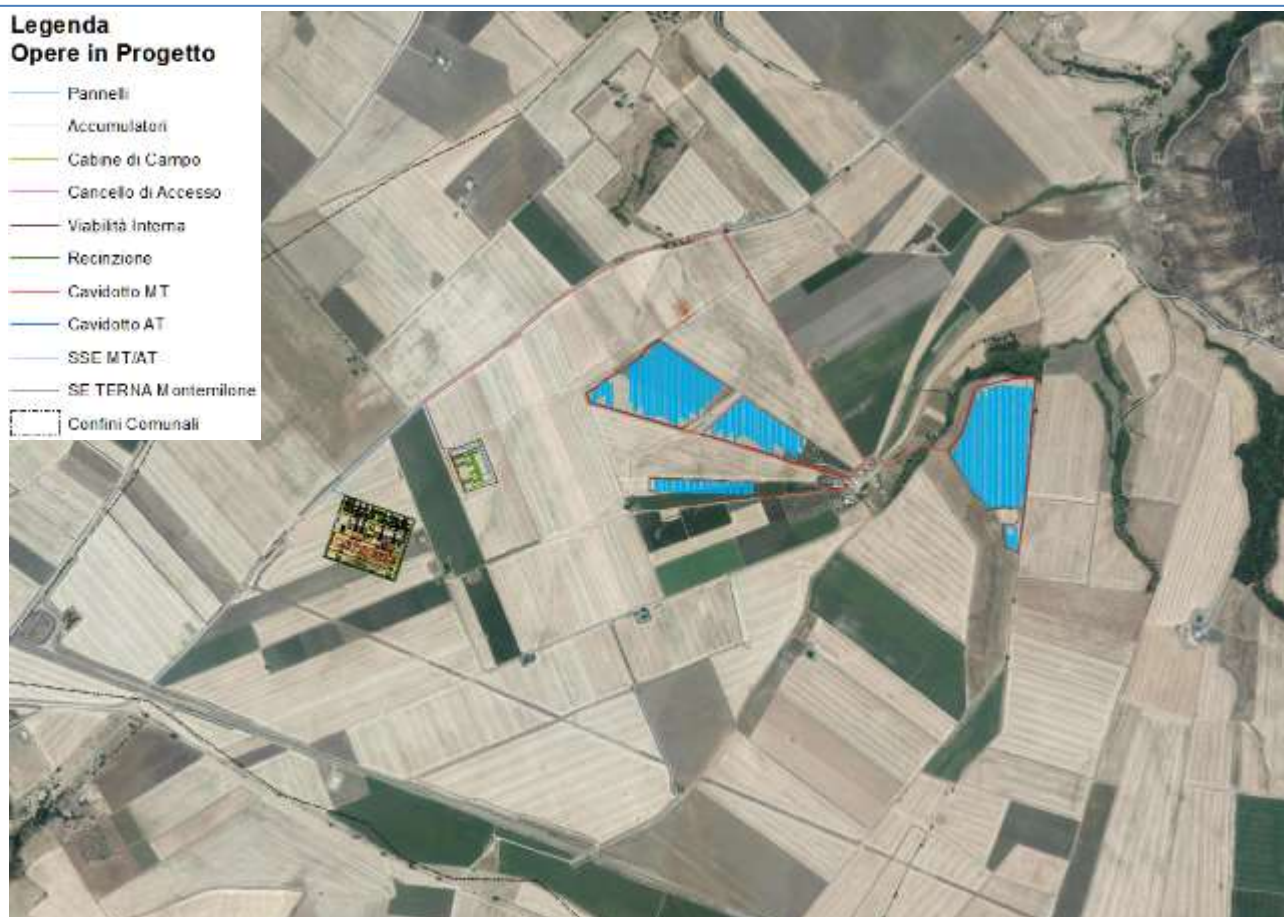 Legenda
Opere in Progetto
Pannelli
Accumulatori
Cabine di Campo
Cancello di Accesso
Viabilità Interna
Recinzione
Cavidotto MT
Cavidotto AT
SSE MT/AT
SE TERNA Montemilone
Confini Comunali